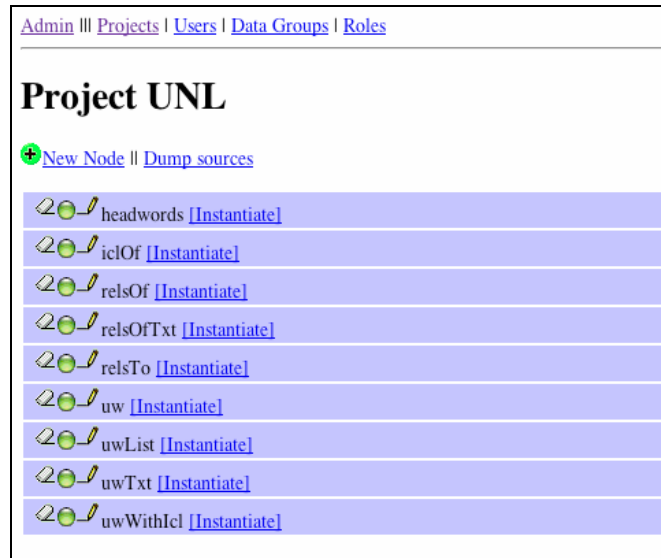 Admin ||| Projects | Users | Data Groups | Roles
Project UNL
New Node || Dump sources
headwords [Instantiate]
iclOf [Instantiate]
relsOf [Instantiate]
relsOfTxt [Instantiate]
relsTo [Instantiate]
uw [Instantiate]
uwList [Instantiate]
uwTxt [Instantiate]
uwWithIcl [Instantiate]